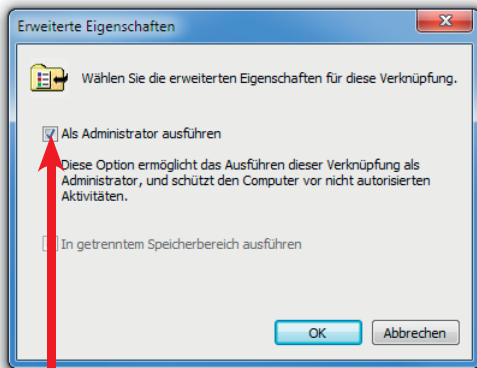 Erweiterte Eigenschaften
Wählen Sie die erweiterten Eigenschaften für diese Verknüpfung.
Als Administrator ausführen
Diese Option ermöglicht das Ausführen dieser Verknüpfung als
Administrator, und schützt den Computer vor nicht autorisierten
Aktivitäten.
In getrenntem Speicherbereich ausführen
OK Abbrechen